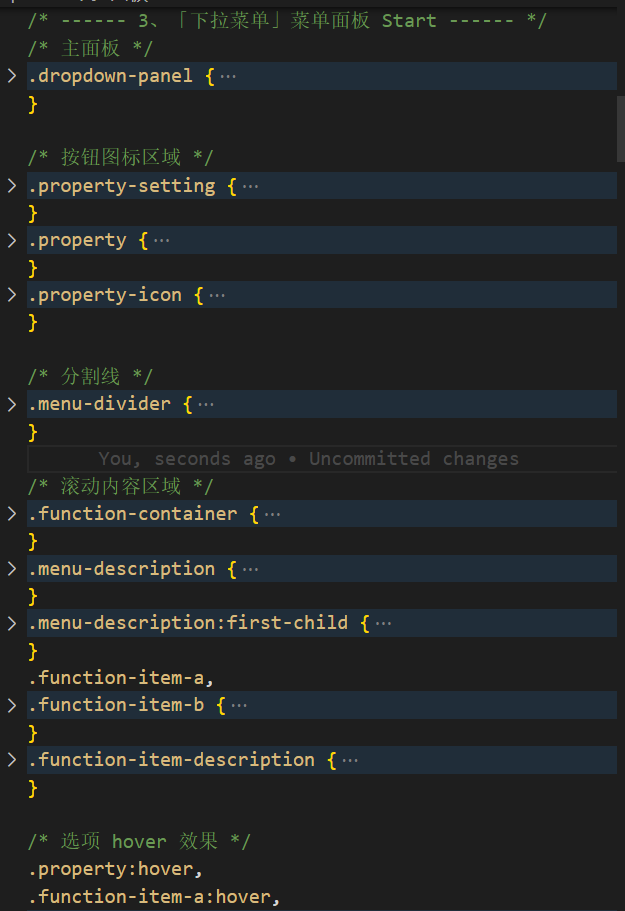 /* ------ 3、「下拉菜单」菜单面板 Start ------ */
/* 主面板 */
.dropdown-panel {···
}
/* 按钮图标区域 */
.property-setting {···
}
.property {···
}
.property-icon {···
}
/* 分割线 */
.menu-divider {···
}
You, seconds ago • Uncommitted changes
/* 滚动内容区域 */
.function-container {···
}
.menu-description {···
}
.menu-description:first-child {···
}
.function-item-a,
.function-item-b {···
}
.function-item-description {···
}
/* 选项 hover 效果 */
.property:hover,
.function-item-a:hover,